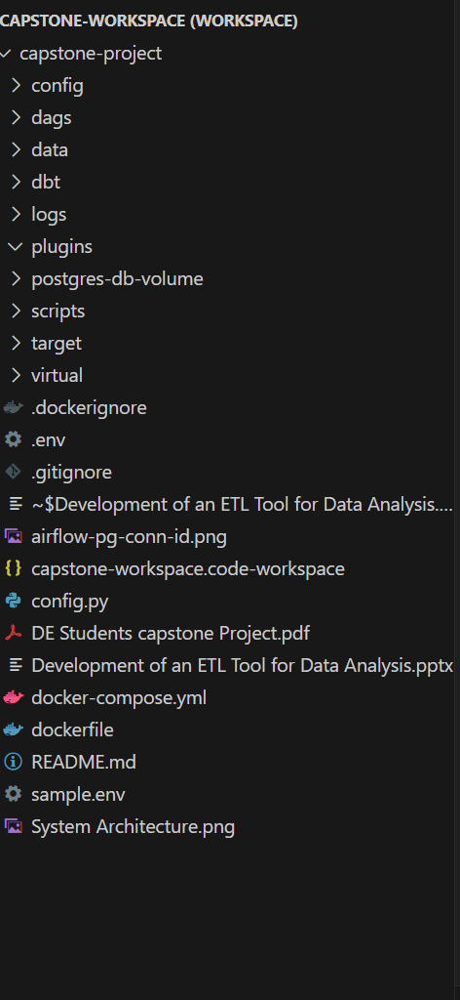 CAPSTONE-WORKSPACE (WORKSPACE)
capstone-project
config
dags
data
dbt
logs
plugins
postgres-db-volume
scripts
target
virtual
.dockerignore
.env
.gitignore
~$Development of an ETL Tool for Data Analysis....
airflow-pg-conn-id.png
capstone-workspace.code-workspace
config.py
DE Students capstone Project.pdf
Development of an ETL Tool for Data Analysis.pptx
docker-compose.yml
dockerfile
README.md
sample.env
System Architecture.png